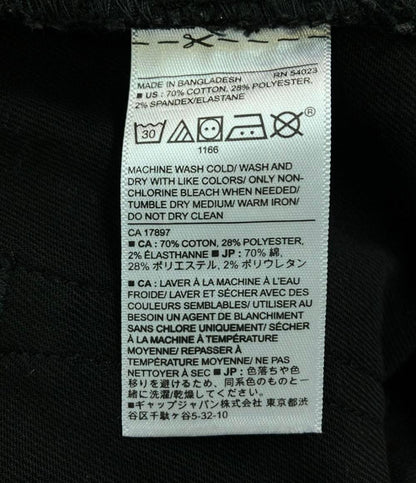 MADE IN BANGLADESH RN 54023
■ US : 70% COTTON, 28% POLYESTER,
2% SPANDEX/ELASTANE
30
®
1166
MACHINE WASH COLD/ WASH AND
DRY WITH LIKE COLORS/ ONLY NON-
CHLORINE BLEACH WHEN NEEDED/
TUMBLE DRY MEDIUM/ WARM IRON/
DO NOT DRY CLEAN
CA 17897
■ CA : 70% COTON, 28% POLYESTER,
2% ÉLASTHANNE ■ JP : 70% 綿,
28% ポリエステル, 2% ポリウレタン
■ CA : LAVER À LA MACHINE À L'EAU
FROIDE/ LAVER ET SÉCHER AVEC DES
COULEURS SEMBLABLES/ UTILISER AU
BESOIN UN AGENT DE BLANCHIMENT
SANS CHLORE UNIQUEMENT/ SÉCHER
À LA MACHINE À TEMPÉRATURE
MOYENNE/ REPASSER À
TEMPÉRATURE MOYENNE/ NE PAS
NETTOYER À SEC ■ JP : 色落ちや色
移りを避けるため、同系色のものと一
緒に洗濯/乾燥してください。
■ギャップジャパン株式会社 東京都渋
谷区千駄ヶ谷5-32-10